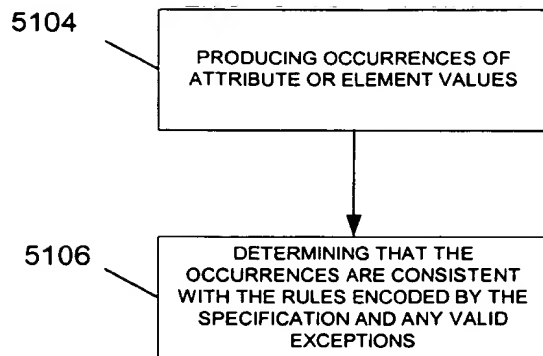 5104
PRODUCING OCCURRENCES OF
ATTRIBUTE OR ELEMENT VALUES
5106
DETERMINING THAT THE
OCCURRENCES ARE CONSISTENT
WITH THE RULES ENCODED BY THE
SPECIFICATION AND ANY VALID
EXCEPTIONS